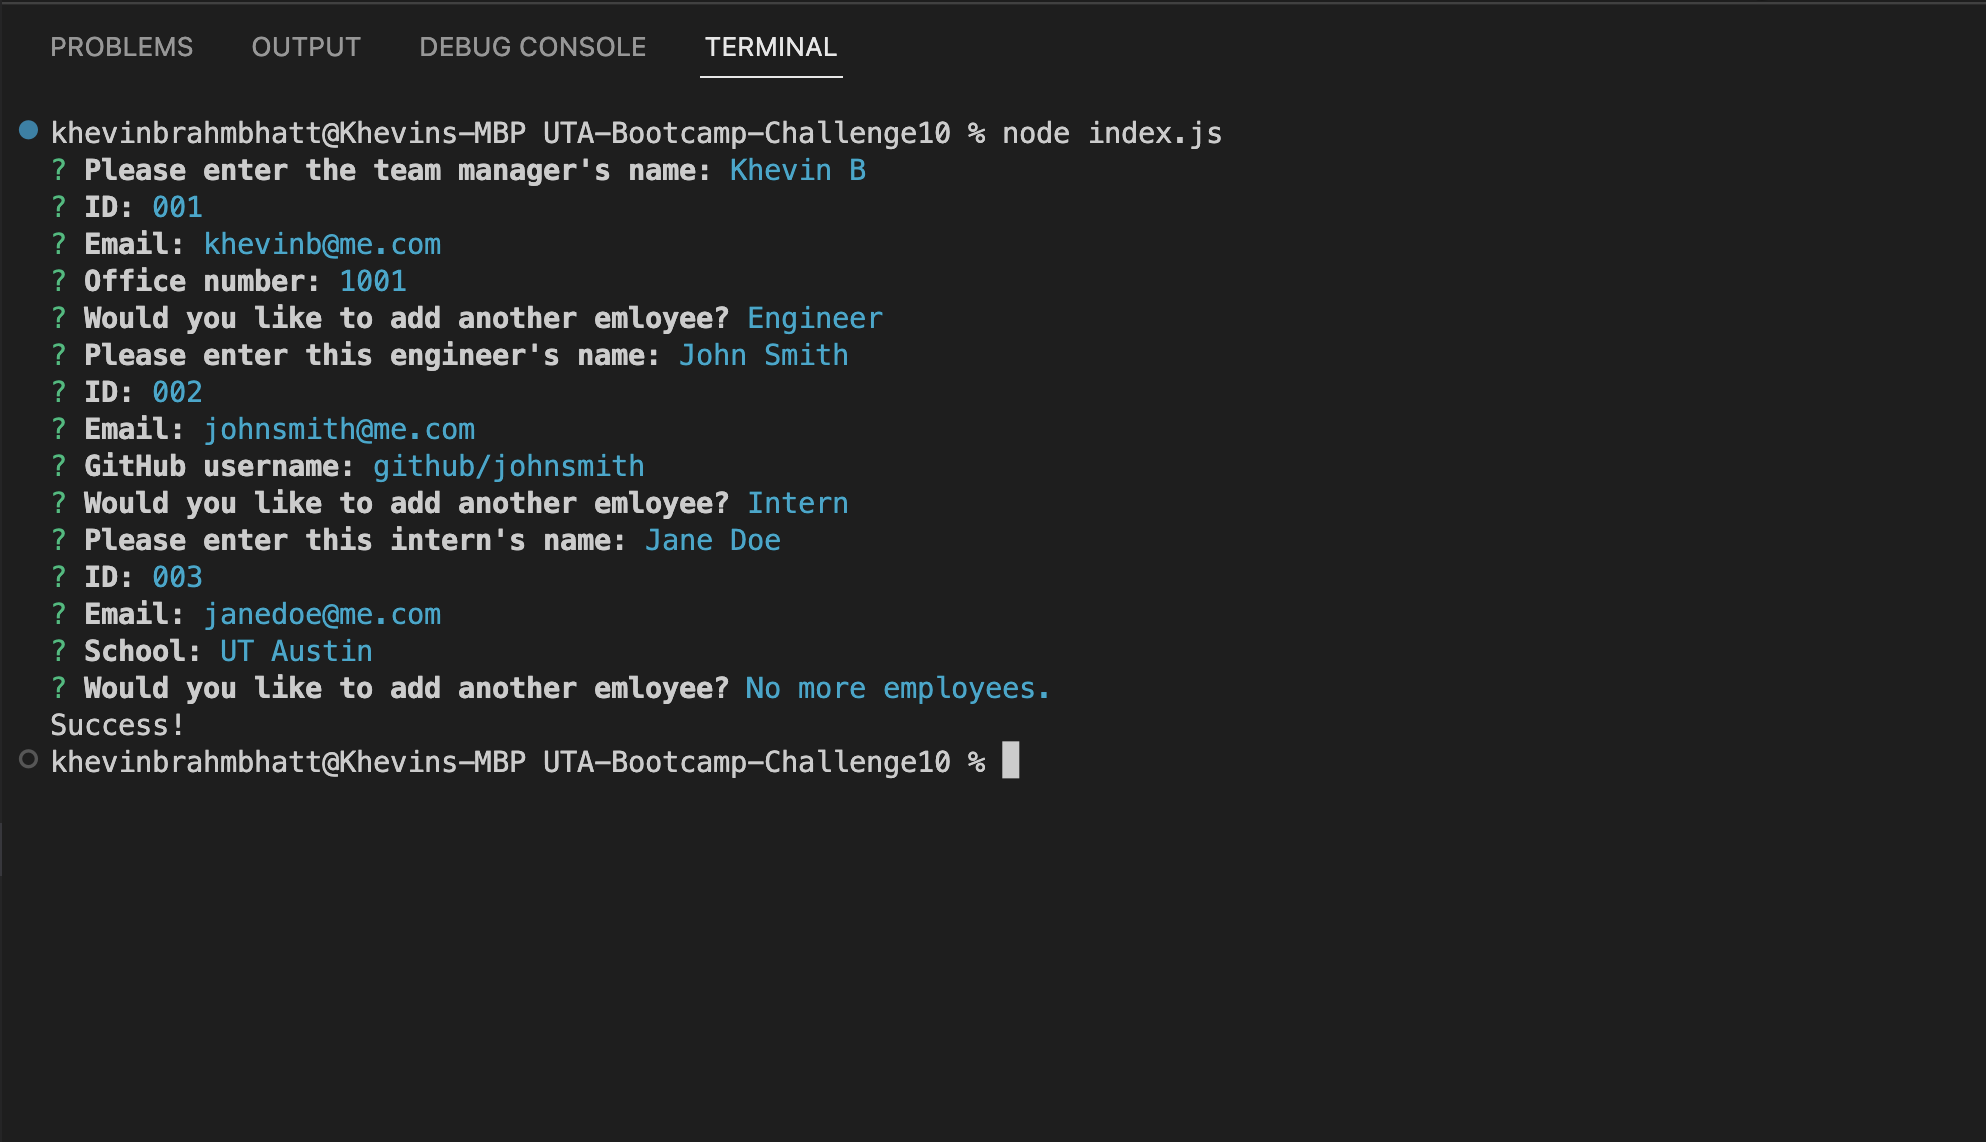 PROBLEMS OUTPUT DEBUG CONSOLE TERMINAL
khevinbrahmbhatt@Khevins-MBP UTA-Bootcamp-Challenge10 % node index.js
? Please enter the team manager's name: Khevin B
? ID: 001
? Email: khevinb@me.com
? Office number: 1001
? Would you like to add another emloyee? Engineer
? Please enter this engineer's name: John Smith
? ID: 002
? Email: johnsmith@me.com
? GitHub username: github/johnsmith
? Would you like to add another emloyee? Intern
? Please enter this intern's name: Jane Doe
? ID: 003
? Email: janedoe@me.com
? School: UT Austin
? Would you like to add another emloyee? No more employees.
Success!
khevinbrahmbhatt@Khevins-MBP UTA-Bootcamp-Challenge10 %